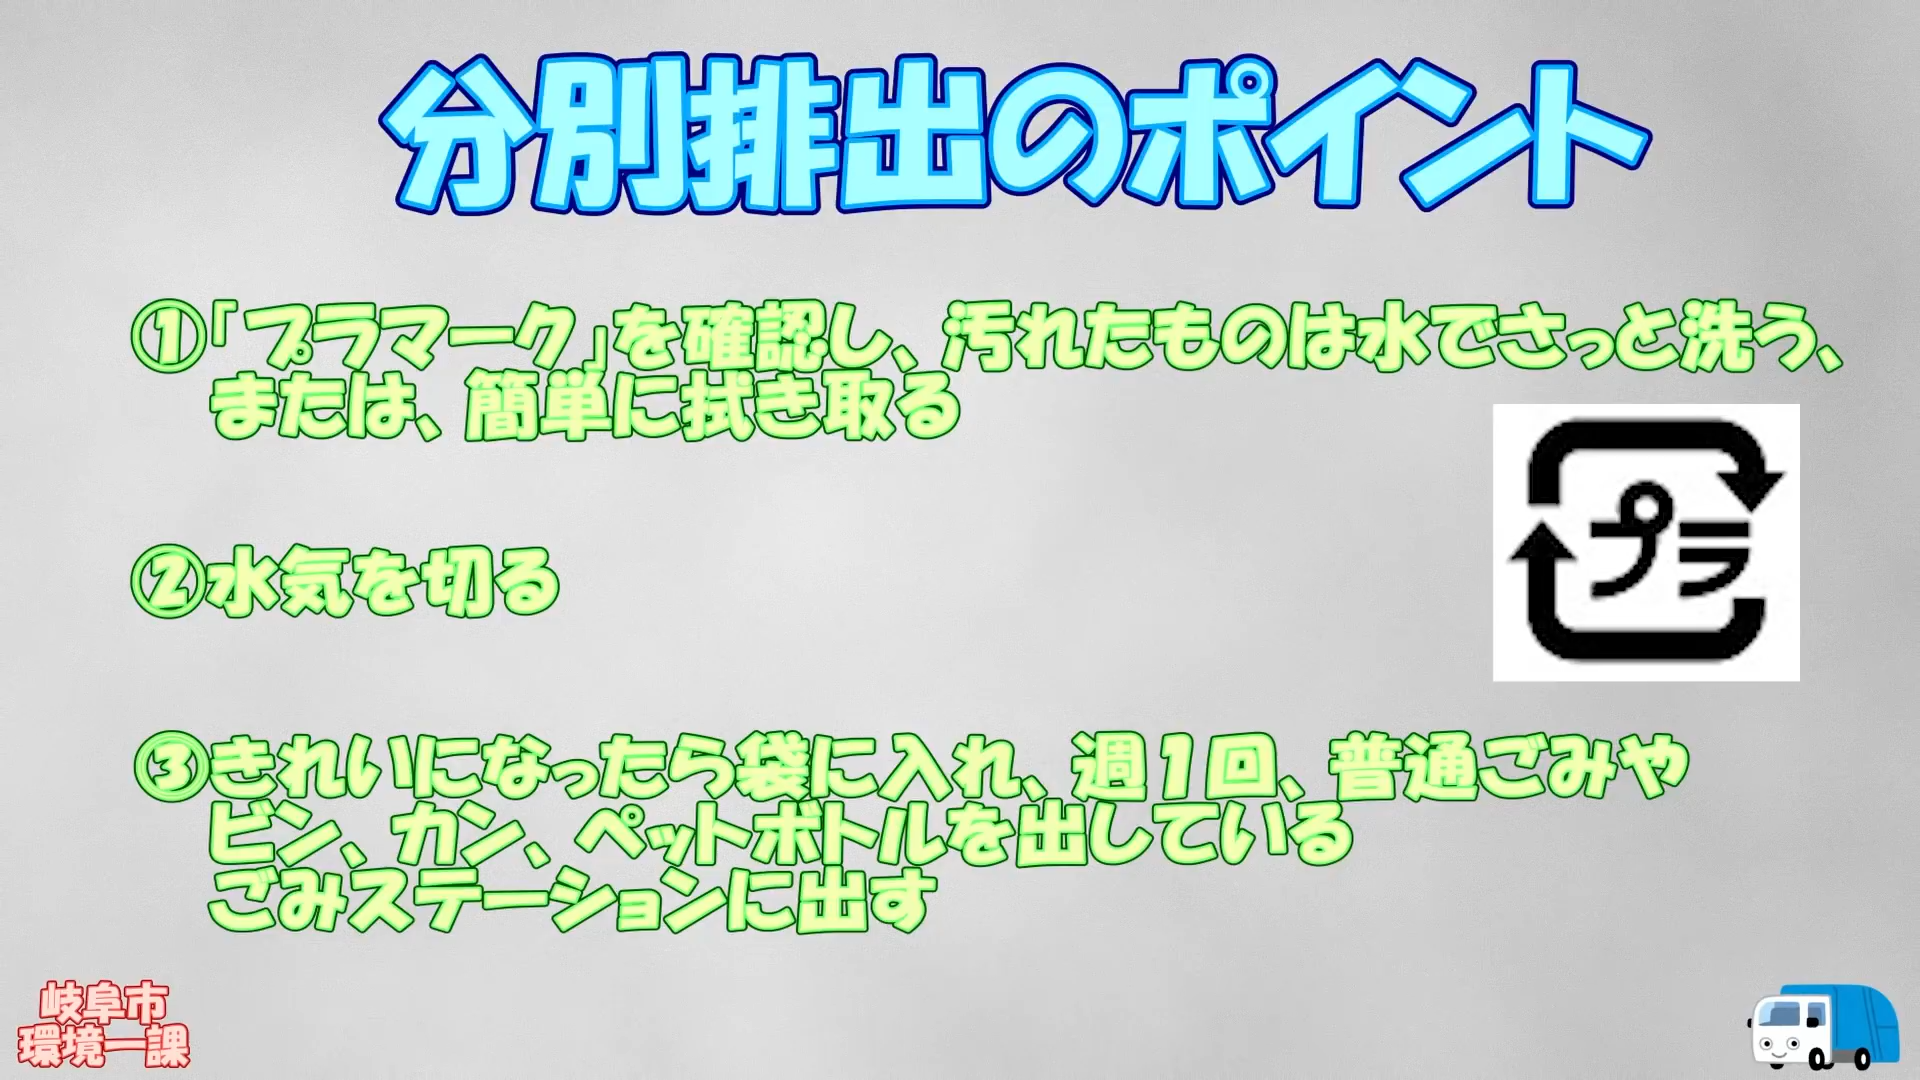 分別排出のポイント
①「プラマーク」を確認し、汚れたものは水でさっと洗う、
または、簡単に拭き取る
プラ
②水気を切る
③きれいになったら袋に入れ、週1回、普通ごみや
ビン、カン、ペットボトルを出している
ごみステーションに出す
岐阜市
環境一課